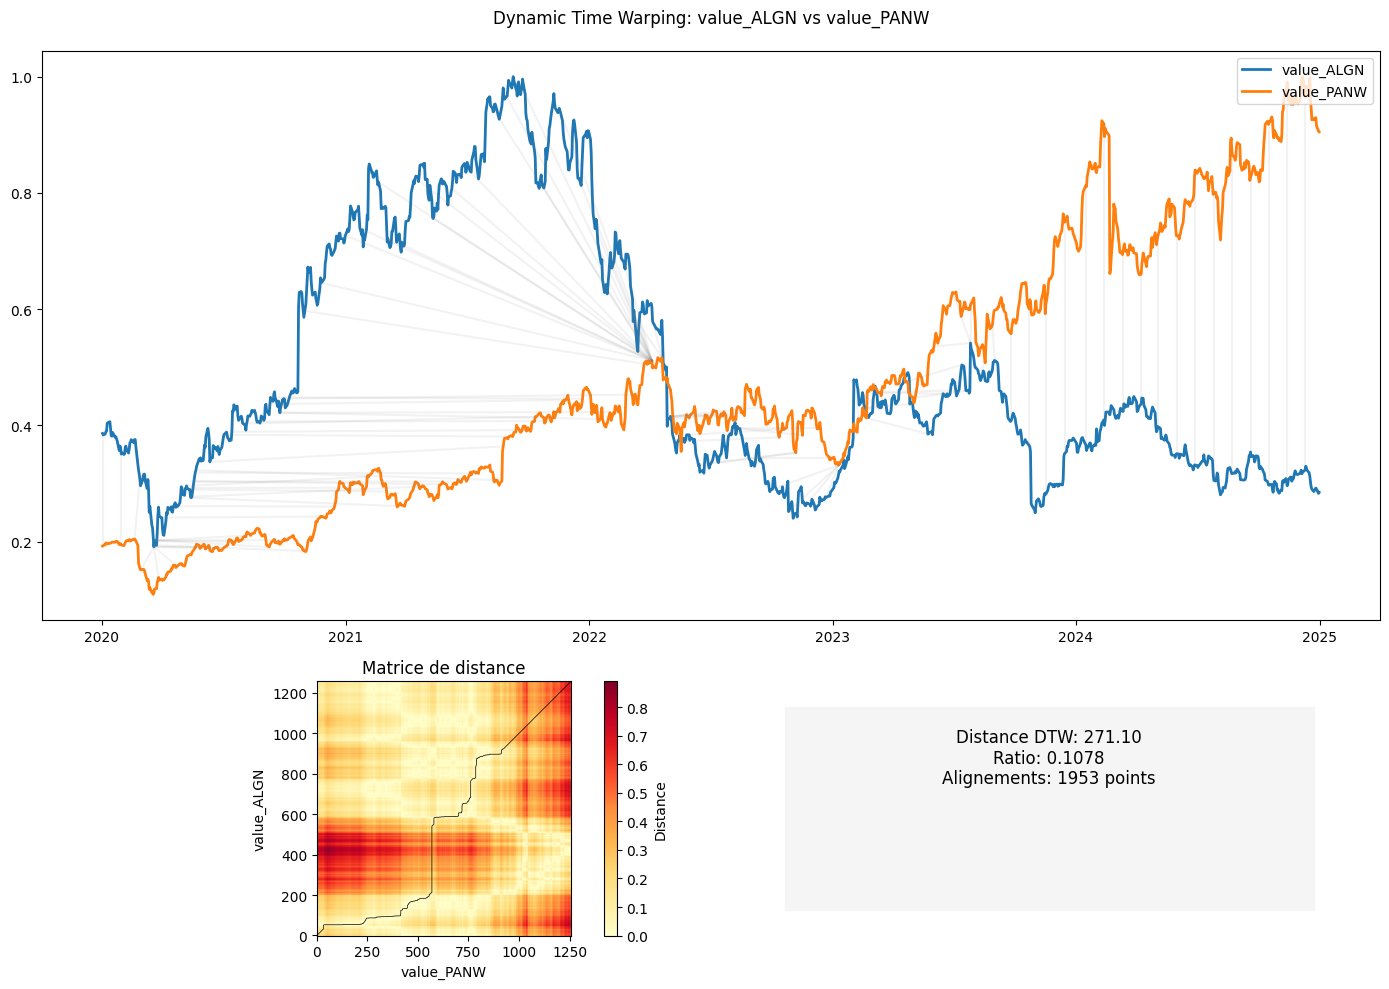 Dynamic Time Warping: value_ALGN vs value_PANW
value_ALGN
value_PANW
1.0
0.8
0.6
0.4
0.2
2020 2021 2022 2023 2024 2025
Matrice de distance
1200
1000
800
600
400
200
0
value_ALGN
0 250 500 750 1000 1250
value_PANW
0.8
0.7
0.6
0.5
0.4
0.3
0.2
0.1
0.0
Distance
Distance DTW: 271.10
Ratio: 0.1078
Alignements: 1953 points